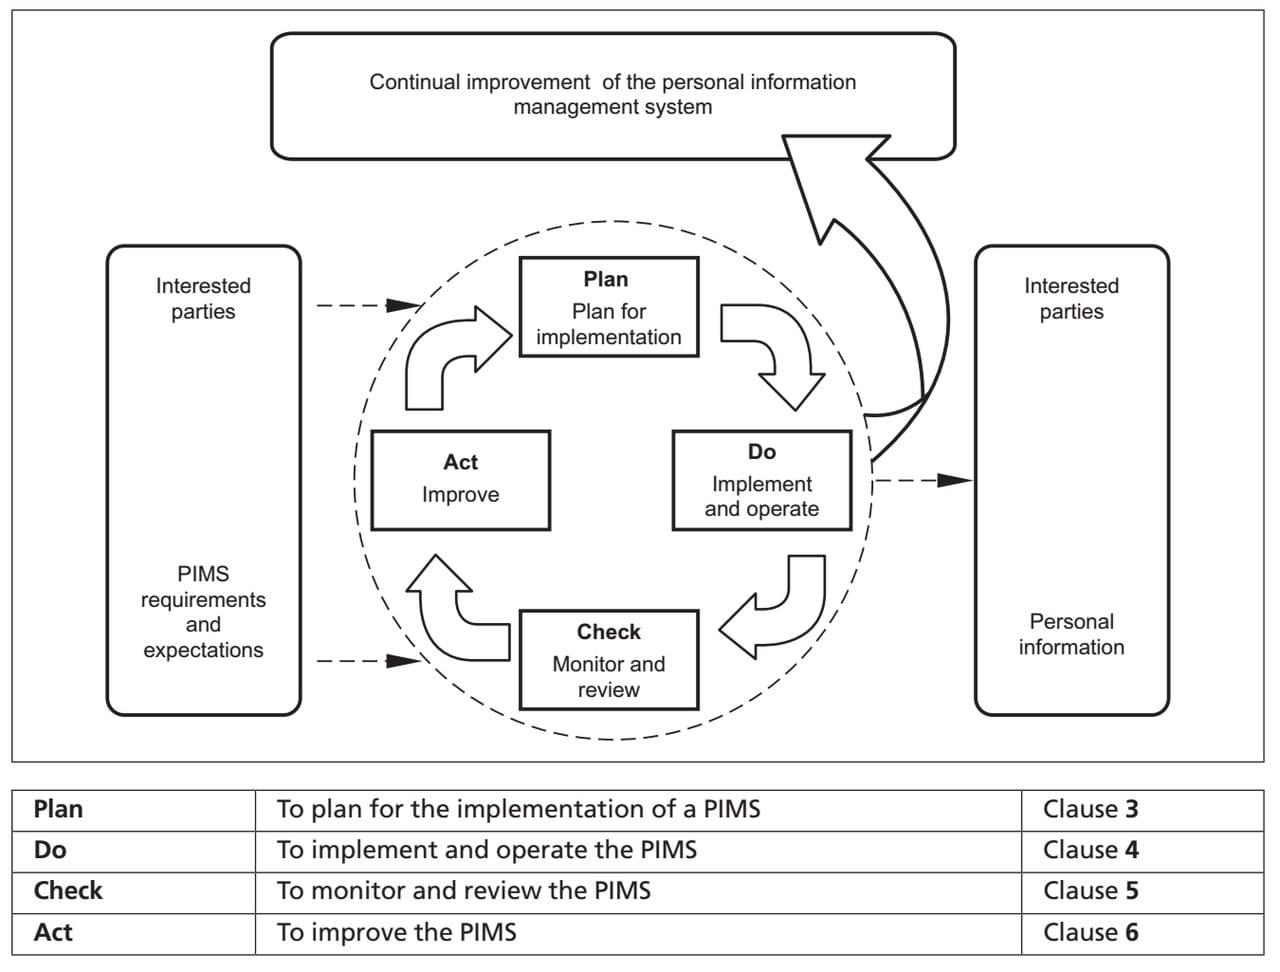 Continual improvement of the personal information
management system
Interested
parties
PIMS
requirements
and
expectations
Plan
Plan for
implementation
Act
Improve
Do
Implement
and operate
Check
Monitor and
review
Interested
parties
Personal
information
Plan To plan for the implementation of a PIMS Clause 3
Do To implement and operate the PIMS Clause 4
Check To monitor and review the PIMS Clause 5
Act To improve the PIMS Clause 6